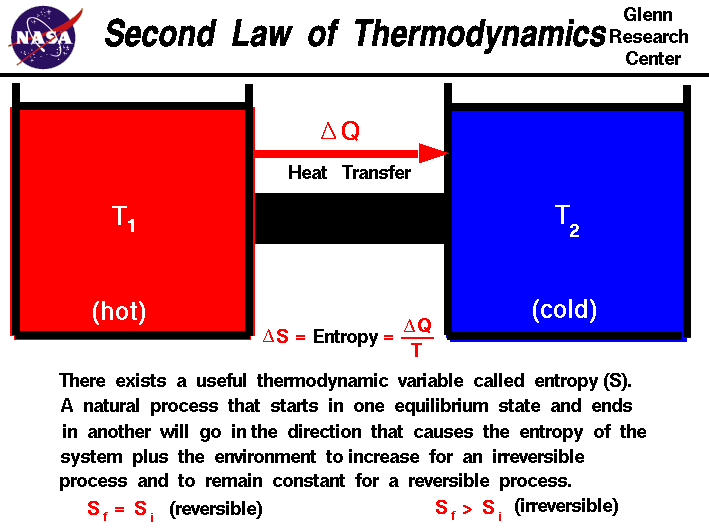 NASA
Second Law of Thermodynamics
Glenn
Research
Center
Δ Q
Heat Transfer
T1
T2
(hot)
(cold)
ΔS = Entropy = ΔQ
T
There exists a useful thermodynamic variable called entropy (S).
A natural process that starts in one equilibrium state and ends
in another will go in the direction that causes the entropy of the
system plus the environment to increase for an irreversible
process and to remain constant for a reversible process.
Sf = Si (reversible)
Sf > Si (irreversible)